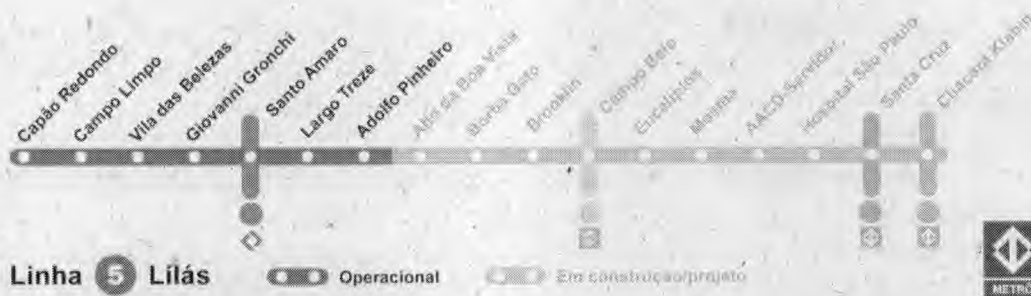 Capão Redondo
Campo Limpo
Vila das Belezas
Giovanni Gronchi
Santo Amaro
Largo Treze
Adolfo Pinheiro
Alto da Boa Vista
Borba Gato
Brooklin
Campo Belo
Eucaliptos
Moema
AACD-Servidor
Hospital São Paulo
Santa Cruz
Chácara Klabin
Linha 5 Lilás
Operacional
Em construção/projeto
METRÔ